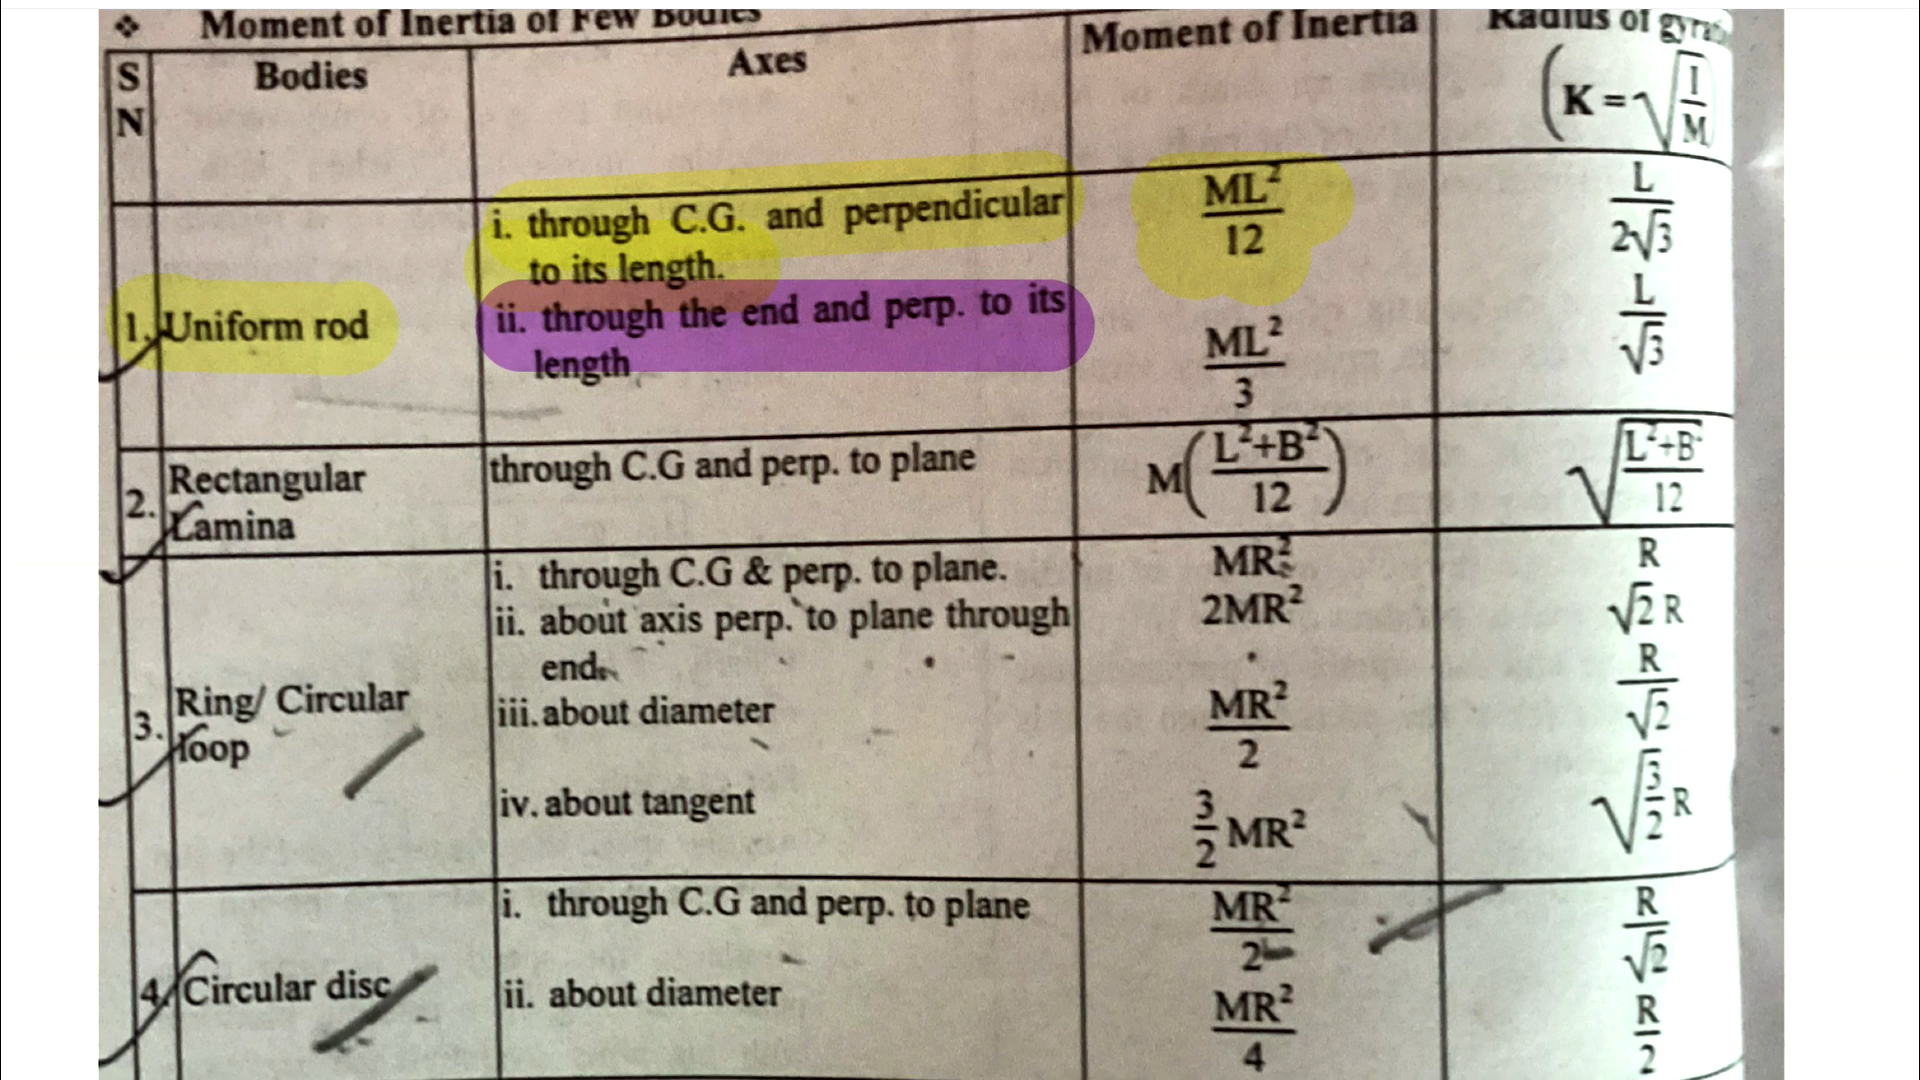 ❖ Moment of Inertia of Few Bodies
S N | Bodies | Axes | Moment of Inertia | Radius of
(K = √(I/M)
1. Uniform rod
i. through C.G. and perpendicular
to its length.
ML²/12
L/2√3
ii. through the end and perp. to its
length
ML²/3
L/√3
2. Rectangular
Lamina
through C.G and perp. to plane
M((L²+B²)/12)
√((L²+B²)/12)
3. Ring/ Circular
loop
i. through C.G & perp. to plane.
MR²
R
ii. about axis perp. to plane through
end.
2MR²
√2 R
iii. about diameter
MR²/2
R/√2
iv. about tangent
3/2 MR²
√(3/2) R
4. Circular disc
i. through C.G and perp. to plane
MR²/2
R/√2
ii. about diameter
MR²/4
R/2